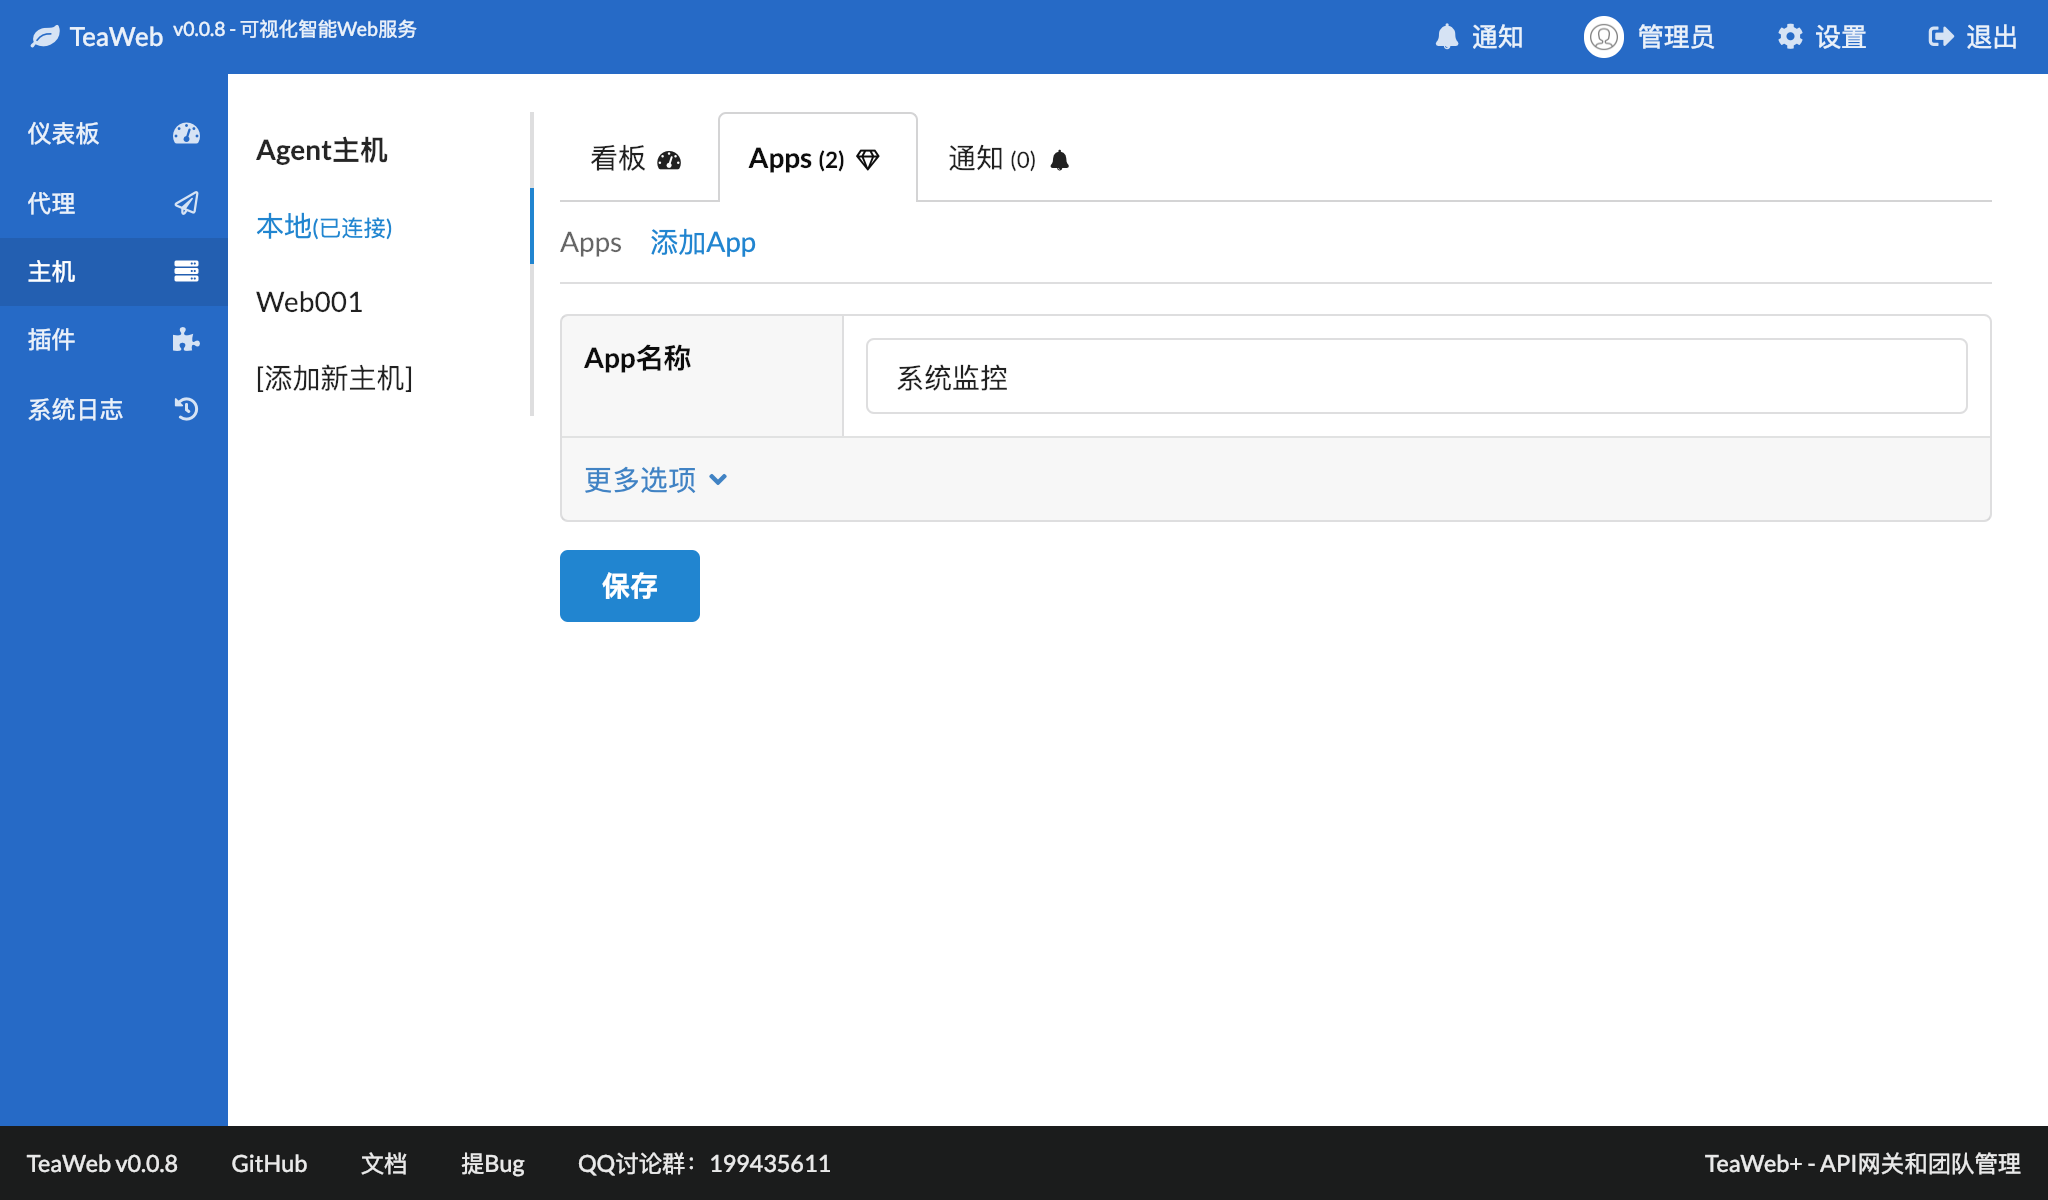 TeaWeb v0.0.8 - 可视化智能Web服务
通知
管理员
设置
退出
仪表板
代理
主机
插件
系统日志
Agent主机
本地(已连接)
Web001
[添加新主机]
看板
Apps (2)
通知 (0)
Apps 添加App
App名称
系统监控
更多选项
保存
TeaWeb v0.0.8
GitHub
文档
提Bug
QQ讨论群：199435611
TeaWeb+ - API网关和团队管理